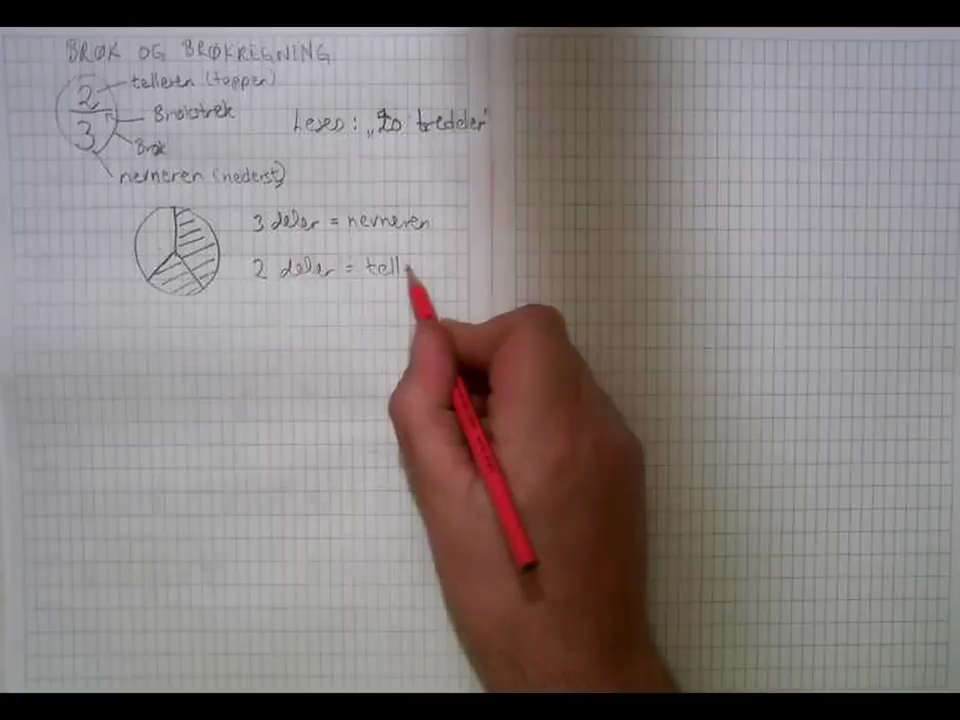 BRØK OG BRØKREGNING
2 telleren (toppen)
Brøkstrek
3
Brøk
Leses: „to tredeler"
nevneren (nederst)
3 deler = nevneren
2 deler = tell